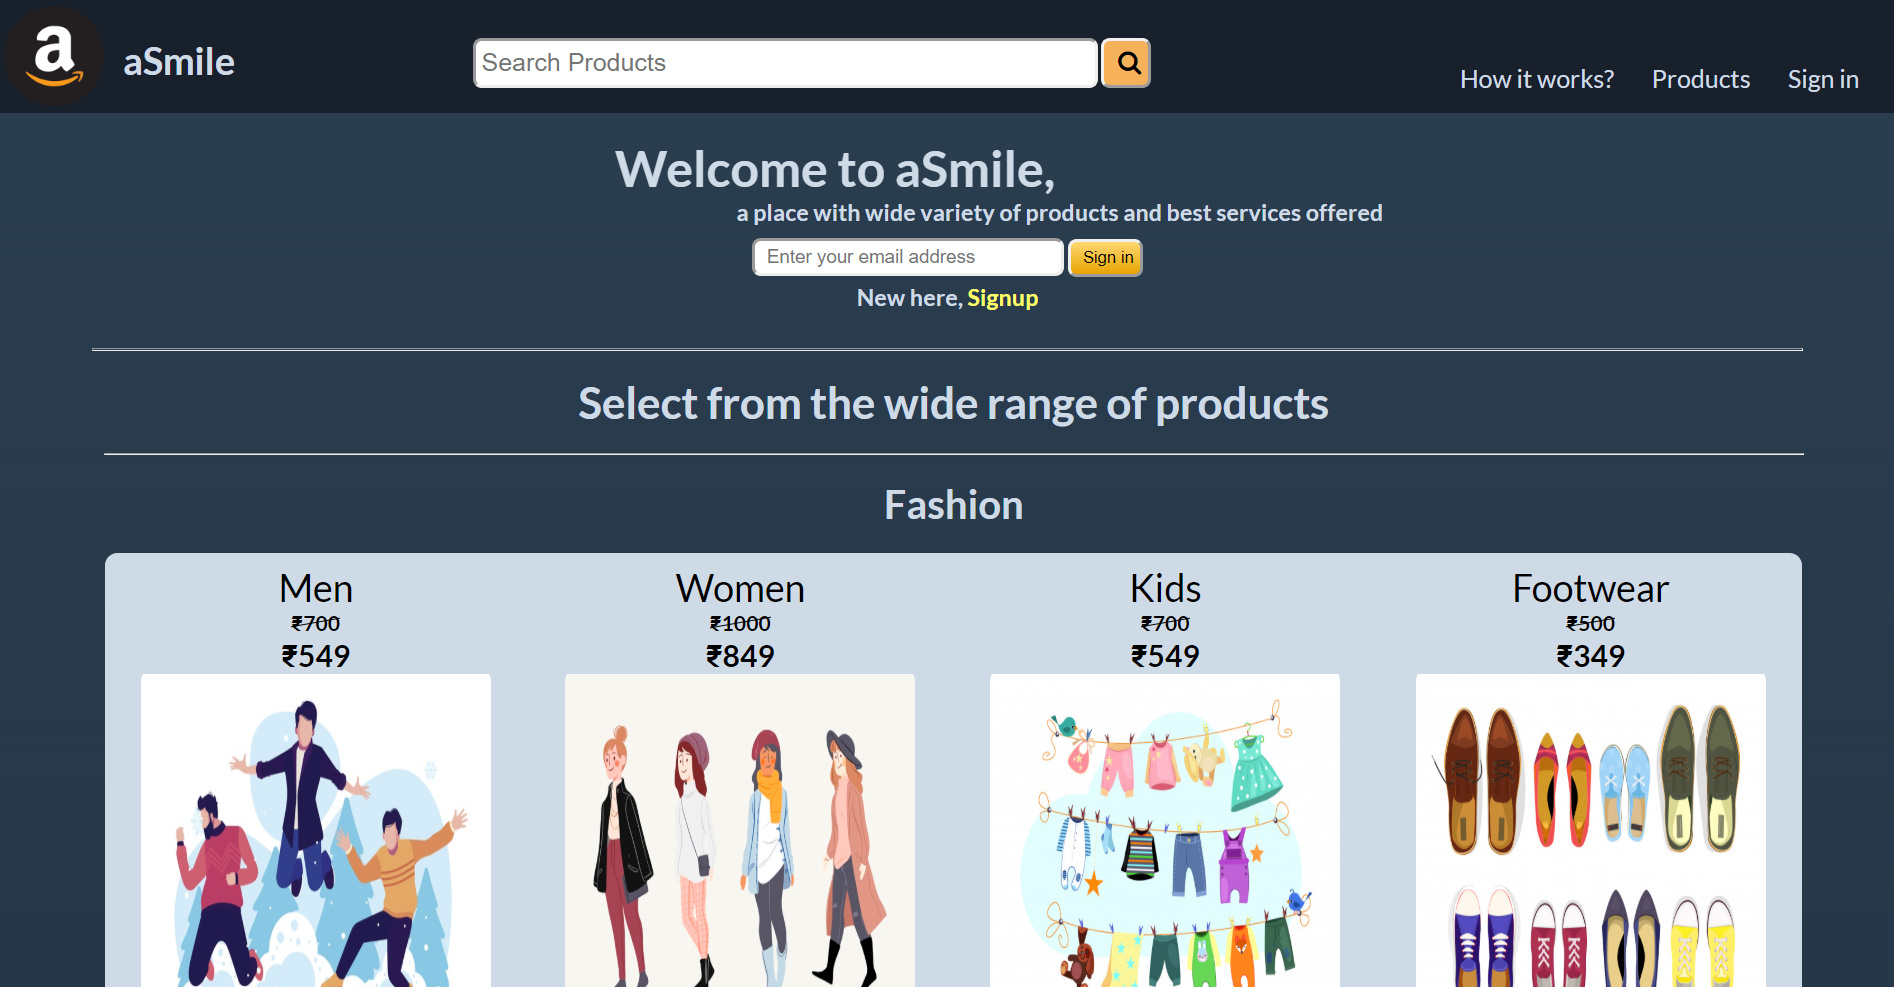 a
aSmile
Search Products
How it works?
Products
Sign in
Welcome to aSmile,
a place with wide variety of products and best services offered
Enter your email address
Sign in
New here, Signup
Select from the wide range of products
Fashion
Men
₹700
₹549
Women
₹1000
₹849
Kids
₹700
₹549
Footwear
₹500
₹349